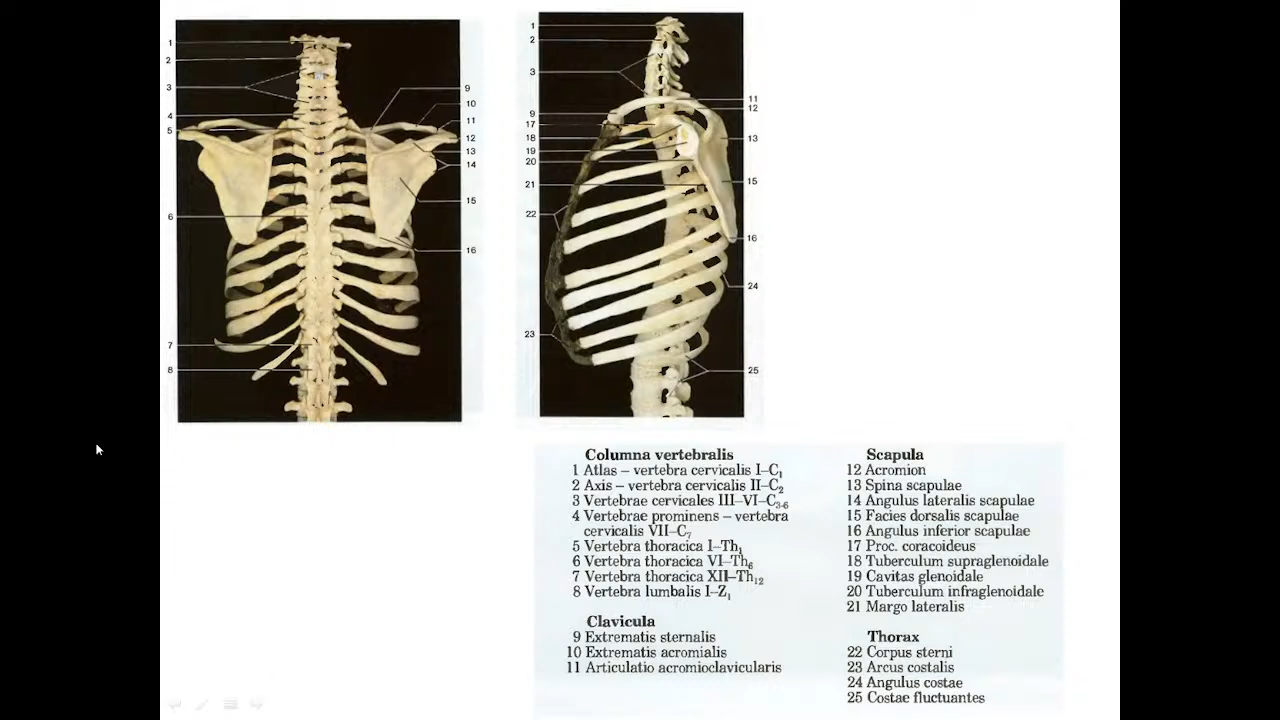 1
2
3
4
5
6
7
8
9
10
11
12
13
14
15
16
1
2
3
9
17
18
19
20
21
22
23
11
12
13
15
16
24
25
Columna vertebralis
1 Atlas – vertebra cervicalis I–C1
2 Axis – vertebra cervicalis II–C2
3 Vertebrae cervicales III–VI–C3-6
4 Vertebrae prominens – vertebra
cervicalis VII–C7
5 Vertebra thoracica I–Th1
6 Vertebra thoracica VI–Th6
7 Vertebra thoracica XII–Th12
8 Vertebra lumbalis I–Z1
Clavicula
9 Extrematis sternalis
10 Extrematis acromialis
11 Articulatio acromioclavicularis
Scapula
12 Acromion
13 Spina scapulae
14 Angulus lateralis scapulae
15 Facies dorsalis scapulae
16 Angulus inferior scapulae
17 Proc. coracoideus
18 Tuberculum supraglenoidale
19 Cavitas glenoidale
20 Tuberculum infraglenoidale
21 Margo lateralis
Thorax
22 Corpus sterni
23 Arcus costalis
24 Angulus costae
25 Costae fluctuantes